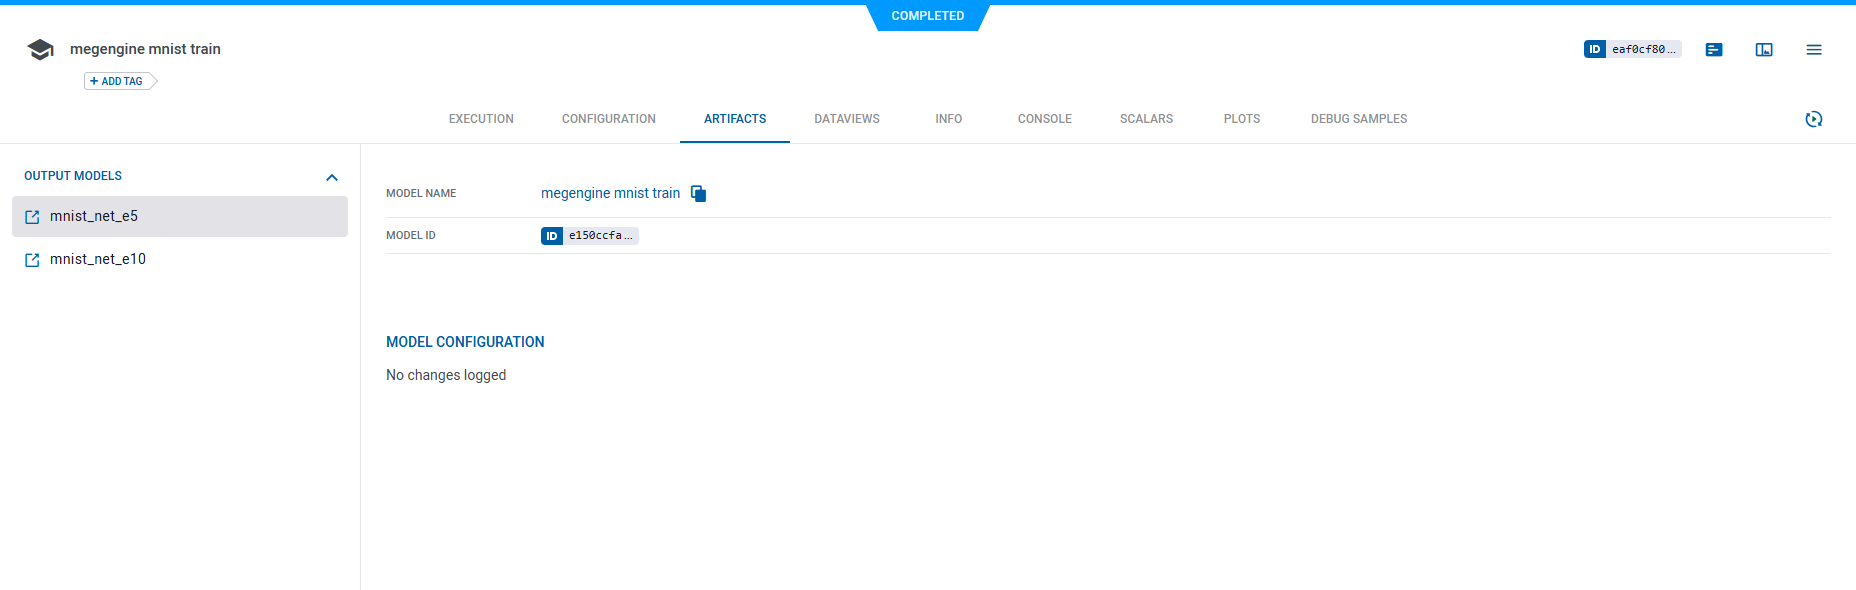 COMPLETED
megengine mnist train
ID eaf0cf80...
+ ADD TAG
EXECUTION CONFIGURATION ARTIFACTS DATAVIEWS INFO CONSOLE SCALARS PLOTS DEBUG SAMPLES
OUTPUT MODELS
mnist_net_e5
mnist_net_e10
MODEL NAME megengine mnist train
MODEL ID ID e150ccfa...
MODEL CONFIGURATION
No changes logged